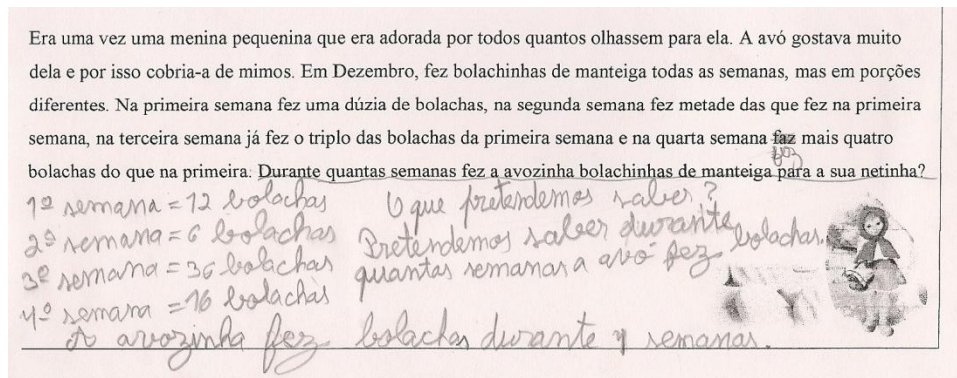 Era uma vez uma menina pequenina que era adorada por todos quantos olhassem para ela. A avó gostava muito
dela e por isso cobria-a de mimos. Em Dezembro, fez bolachinhas de manteiga todas as semanas, mas em porções
diferentes. Na primeira semana fez uma dúzia de bolachas, na segunda semana fez metade das que fez na primeira
semana, na terceira semana já fez o triplo das bolachas da primeira semana e na quarta semana faz mais quatro
fez
bolachas do que na primeira. Durante quantas semanas fez a avozinha bolachinhas de manteiga para a sua netinha?
1ª semana = 12 bolachas
2ª semana = 6 bolachas
3ª semana = 36 bolachas
4ª semana = 16 bolachas
O que pretendemos saber?
Pretendemos saber durante
quantas semanas a avó fez bolachas.
A avozinha fez bolachas durante 4 semanas.